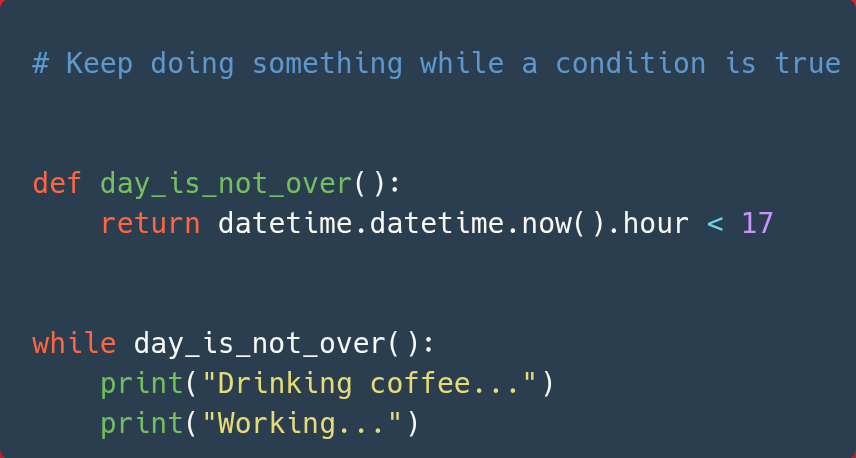 # Keep doing something while a condition is true
def day_is_not_over():
    return datetime.datetime.now().hour < 17
while day_is_not_over():
    print("Drinking coffee...")
    print("Working...")